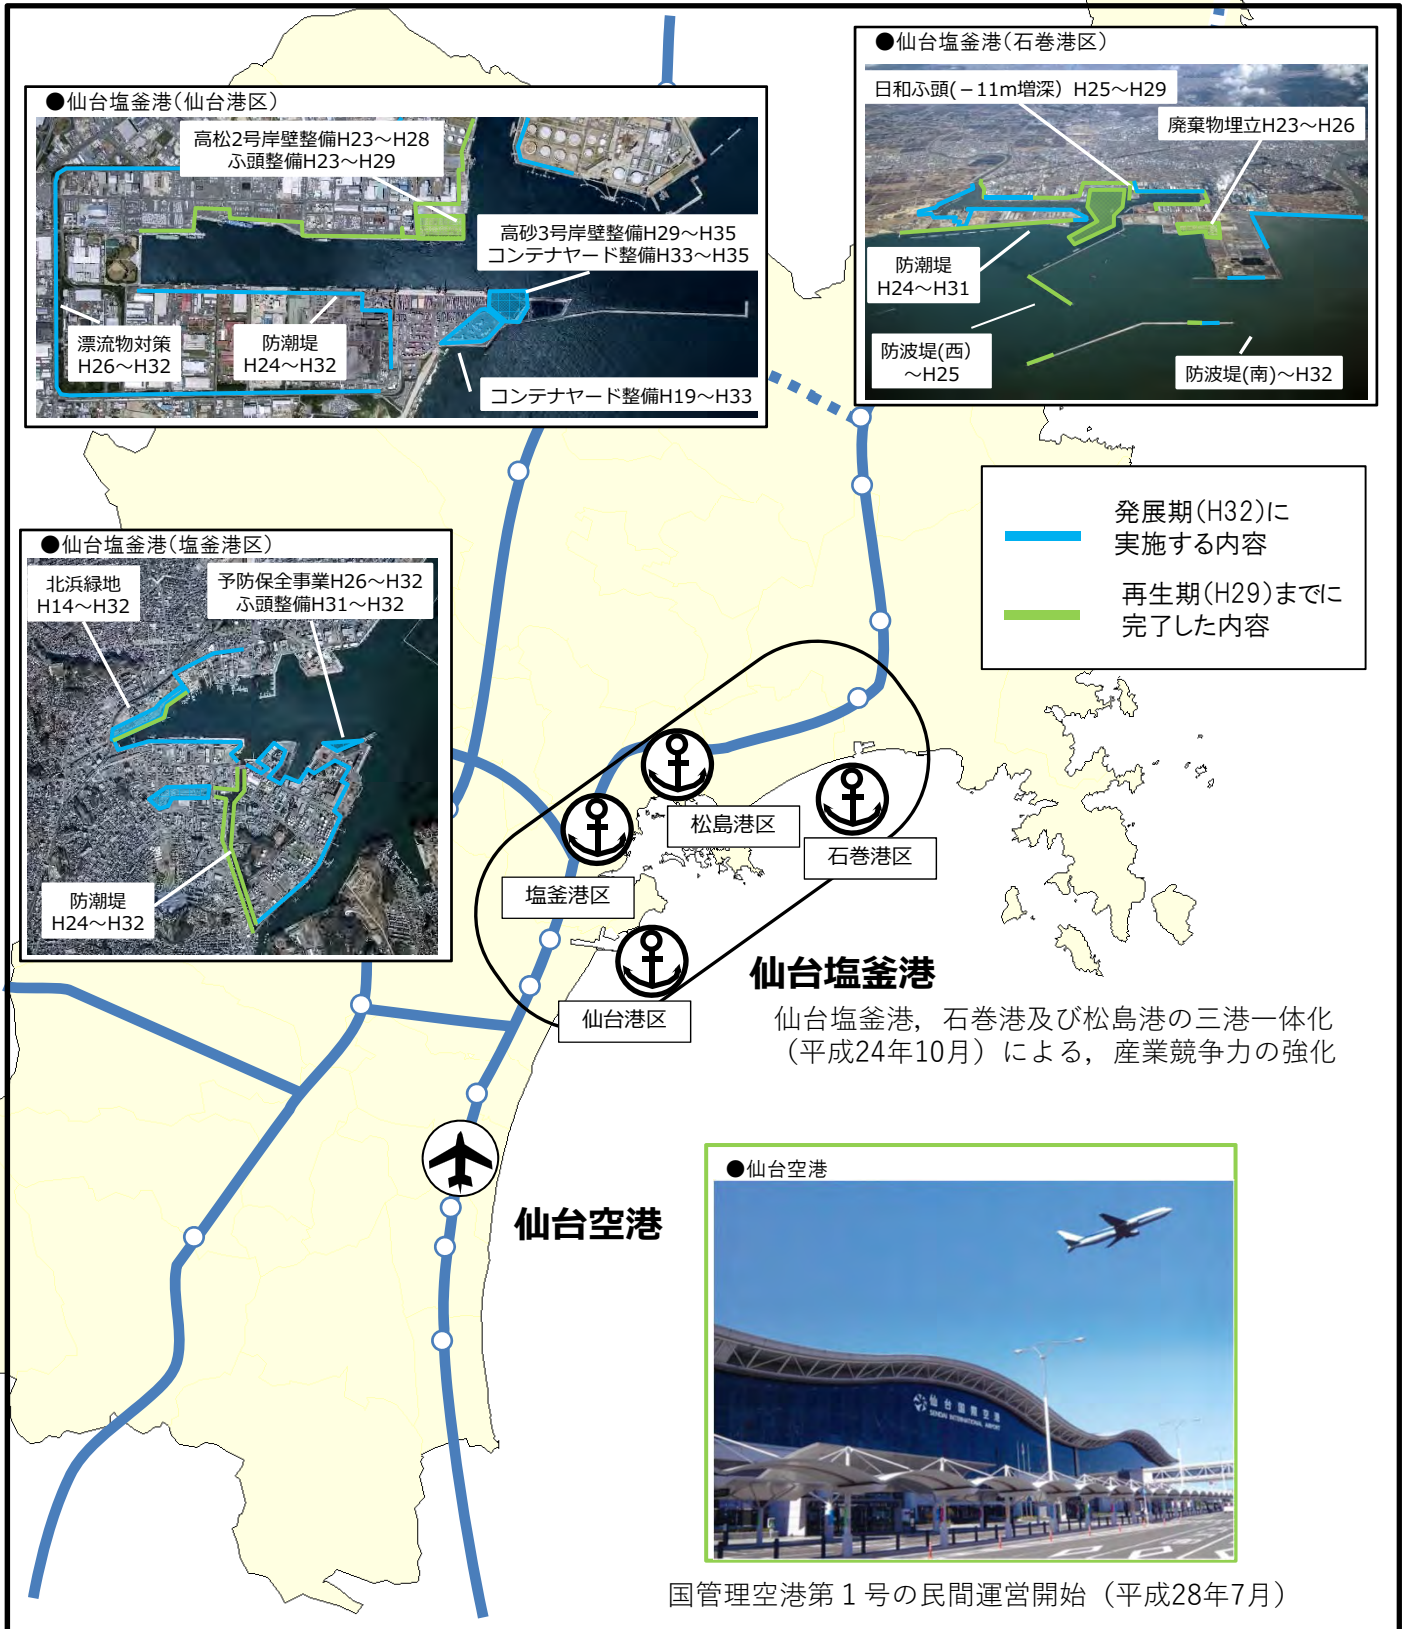 ●仙台塩釜港(石巻港区)
日和ふ頭(－11m増深) H25～H29
廃棄物埋立H23～H26
防潮堤
H24～H31
防波堤(西)
～H25
防波堤(南)～H32
●仙台塩釜港(仙台港区)
高松2号岸壁整備H23～H28
ふ頭整備H23～H29
高砂3号岸壁整備H29～H35
コンテナヤード整備H33～H35
漂流物対策
H26～H32
防潮堤
H24～H32
コンテナヤード整備H19～H33
発展期(H32)に
実施する内容
再生期(H29)までに
完了した内容
●仙台塩釜港(塩釜港区)
北浜緑地
H14～H32
予防保全事業H26～H32
ふ頭整備H31～H32
防潮堤
H24～H32
松島港区
石巻港区
塩釜港区
仙台港区
仙台塩釜港
仙台塩釜港，石巻港及び松島港の三港一体化
（平成24年10月）による，産業競争力の強化
仙台空港
●仙台空港
仙台国際空港
SENDAI INTERNATIONAL AIRPORT
国管理空港第１号の民間運営開始（平成28年7月）